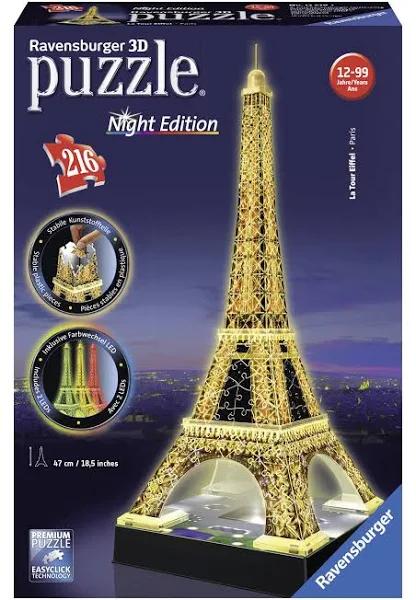 Ravensburger 3D
puzzle®
Night Edition
216
12-99
Jahre/Years
Ans
La Tour Eiffel • Paris
Stabile Kunststoffteile
Stable plastic pieces • Pièces stables en plastique
Inklusive Farbwechsel LED
Includes 2 LEDs • Avec 2 LEDs
47 cm / 18,5 inches
PREMIUM
PUZZLE
EASYCLICK
TECHNOLOGY
Ravensburger